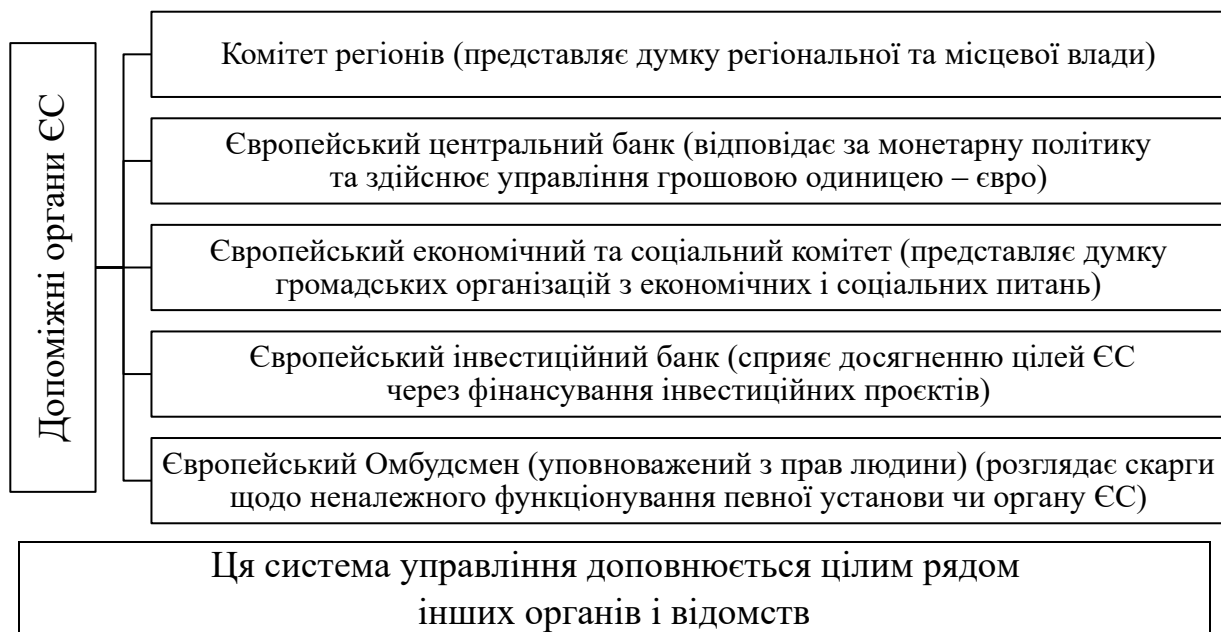 Допоміжні органи ЄС
Комітет регіонів (представляє думку регіональної та місцевої влади)
Європейський центральний банк (відповідає за монетарну політику
та здійснює управління грошовою одиницею – євро)
Європейський економічний та соціальний комітет (представляє думку
громадських організацій з економічних і соціальних питань)
Європейський інвестиційний банк (сприяє досягненню цілей ЄС
через фінансування інвестиційних проєктів)
Європейський Омбудсмен (уповноважений з прав людини) (розглядає скарги
щодо неналежного функціонування певної установи чи органу ЄС)
Ця система управління доповнюється цілим рядом
інших органів і відомств